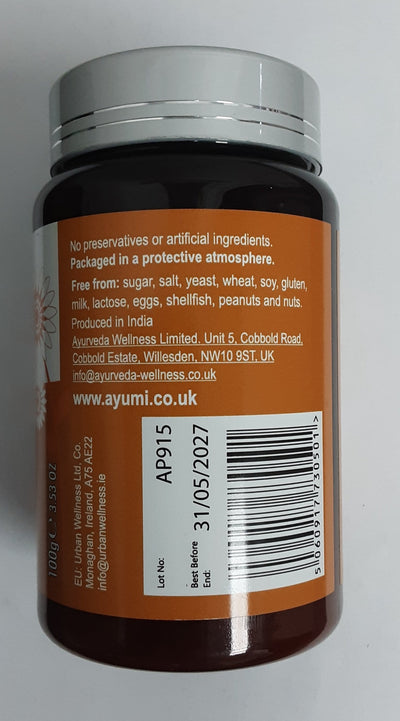 No preservatives or artificial ingredients.
Packaged in a protective atmosphere.
Free from: sugar, salt, yeast, wheat, soy, gluten,
milk, lactose, eggs, shellfish, peanuts and nuts.
Produced in India
Ayurveda Wellness Limited. Unit 5, Cobbold Road,
Cobbold Estate, Willesden, NW10 9ST, UK
info@ayurveda-wellness.co.uk
www.ayumi.co.uk
100g ℮ 3.53 OZ
EU: Urban Wellness Ltd, Co.
Monaghan, Ireland, A75 AE22
info@urbanwellness.ie
Lot No: AP915
Best Before
End: 31/05/2027
5 060917 730501 >